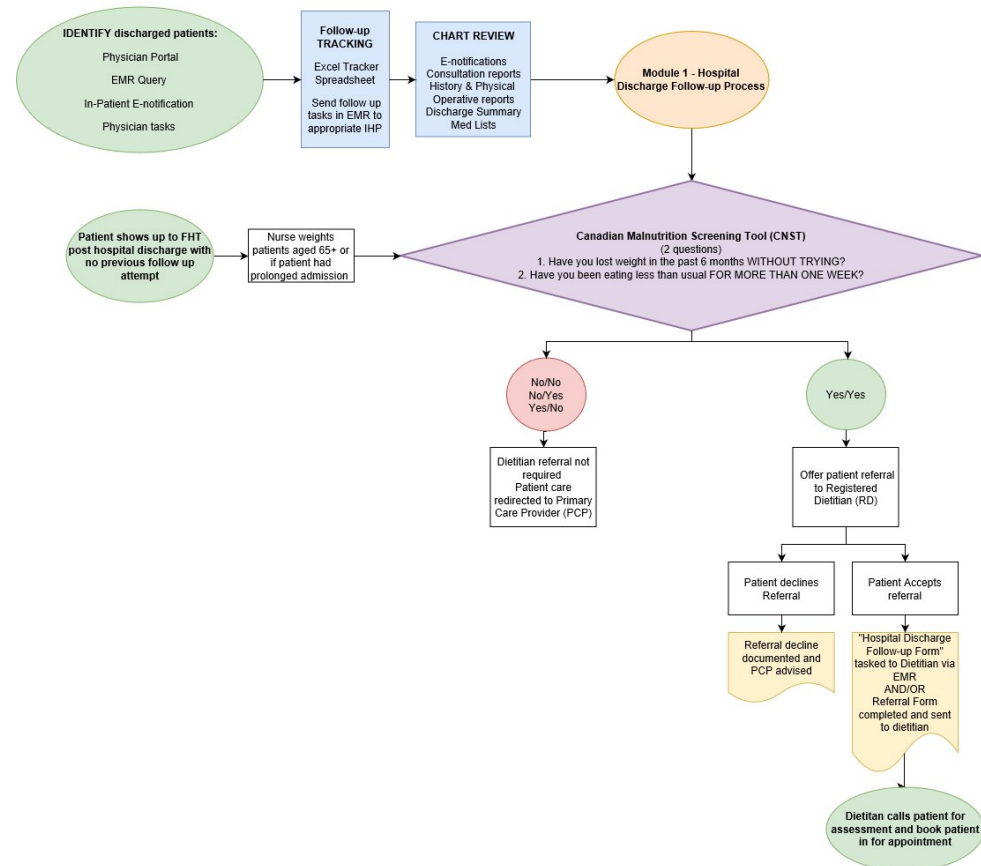 IDENTIFY discharged patients:
Physician Portal
EMR Query
In-Patient E-notification
Physician tasks
Follow-up
TRACKING
Excel Tracker
Spreadsheet
Send follow up
tasks in EMR to
appropriate IHP
CHART REVIEW
E-notifications
Consultation reports
History & Physical
Operative reports
Discharge Summary
Med Lists
Module 1 - Hospital
Discharge Follow-up Process
Patient shows up to FHT
post hospital discharge with
no previous follow up
attempt
Nurse weights
patients aged 65+ or
if patient had
prolonged admission
Canadian Malnutrition Screening Tool (CNST)
(2 questions)
1. Have you lost weight in the past 6 months WITHOUT TRYING?
2. Have you been eating less than usual FOR MORE THAN ONE WEEK?
No/No
No/Yes
Yes/No
Yes/Yes
Dietitian referral not
required
Patient care
redirected to Primary
Care Provider (PCP)
Offer patient referral
to Registered
Dietitian (RD)
Patient declines
Referral
Patient Accepts
referral
Referral decline
documented and
PCP advised
"Hospital Discharge
Follow-up Form"
tasked to Dietitian via
EMR
AND/OR
Referral Form
completed and sent
to dietitian
Dietitan calls patient for
assessment and book patient
in for appointment